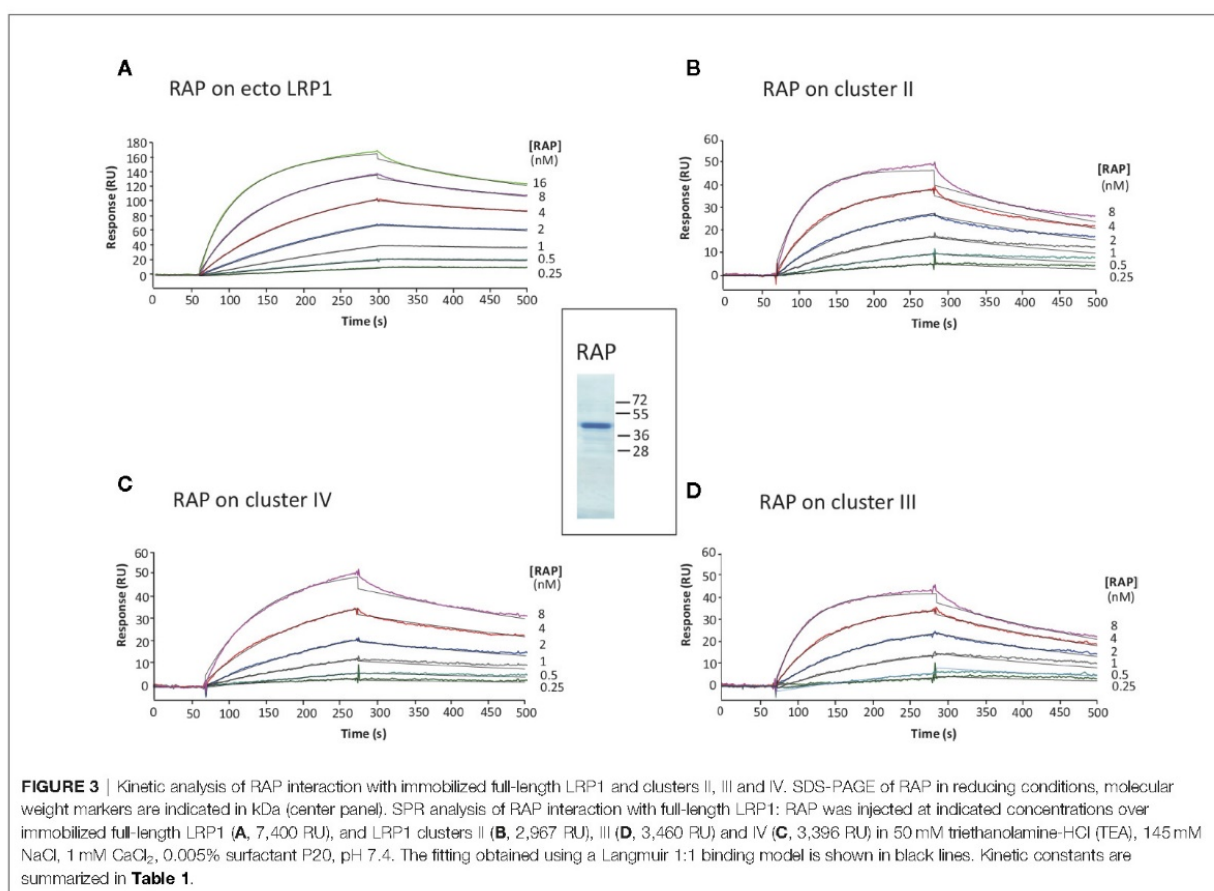 A
RAP on ecto LRP1
Response (RU)
180
160
140
120
100
80
60
40
20
0
0 50 100 150 200 250 300 350 400 450 500
Time (s)
[RAP]
(nM)
16
8
4
2
1
0.5
0.25
B
RAP on cluster II
Response (RU)
60
50
40
30
20
10
0
0 50 100 150 200 250 300 350 400 450 500
Time (s)
[RAP]
(nM)
8
4
2
1
0.5
0.25
RAP
72
55
36
28
C
RAP on cluster IV
Response (RU)
60
50
40
30
20
10
0
0 50 100 150 200 250 300 350 400 450 500
Time (s)
[RAP]
(nM)
8
4
2
1
0.5
0.25
D
RAP on cluster III
Response (RU)
60
50
40
30
20
10
0
0 50 100 150 200 250 300 350 400 450 500
Time (s)
[RAP]
(nM)
8
4
2
1
0.5
0.25
FIGURE 3 | Kinetic analysis of RAP interaction with immobilized full-length LRP1 and clusters II, III and IV. SDS-PAGE of RAP in reducing conditions, molecular
weight markers are indicated in kDa (center panel). SPR analysis of RAP interaction with full-length LRP1: RAP was injected at indicated concentrations over
immobilized full-length LRP1 (A, 7,400 RU), and LRP1 clusters II (B, 2,967 RU), III (D, 3,460 RU) and IV (C, 3,396 RU) in 50 mM triethanolamine-HCl (TEA), 145 mM
NaCl, 1 mM CaCl₂, 0.005% surfactant P20, pH 7.4. The fitting obtained using a Langmuir 1:1 binding model is shown in black lines. Kinetic constants are
summarized in Table 1.